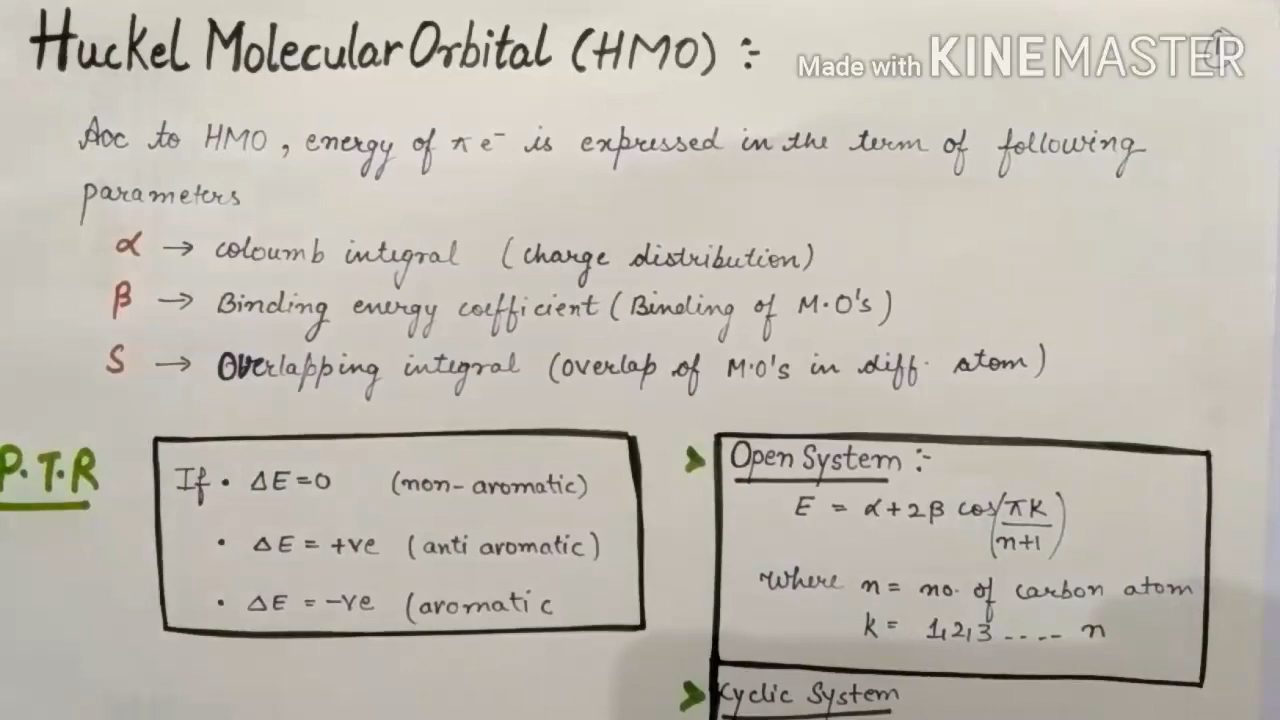 Huckel Molecular Orbital (HMO) :-
Made with KINEMASTER
Acc to HMO, energy of π e⁻ is expressed in the term of following
parameters
α → coloumb integral (charge distribution)
β → Binding energy coefficient (Binding of M.O's)
S → Overlapping integral (overlap of M.O's in diff. atom)
P.T.R
If • ΔE = 0 (non-aromatic)
• ΔE = +ve (anti aromatic)
• ΔE = -ve (aromatic
Open System :-
E = α + 2β cos(πk/n+1)
where n = no. of carbon atom
k = 1,2,3 ---- n
Cyclic System